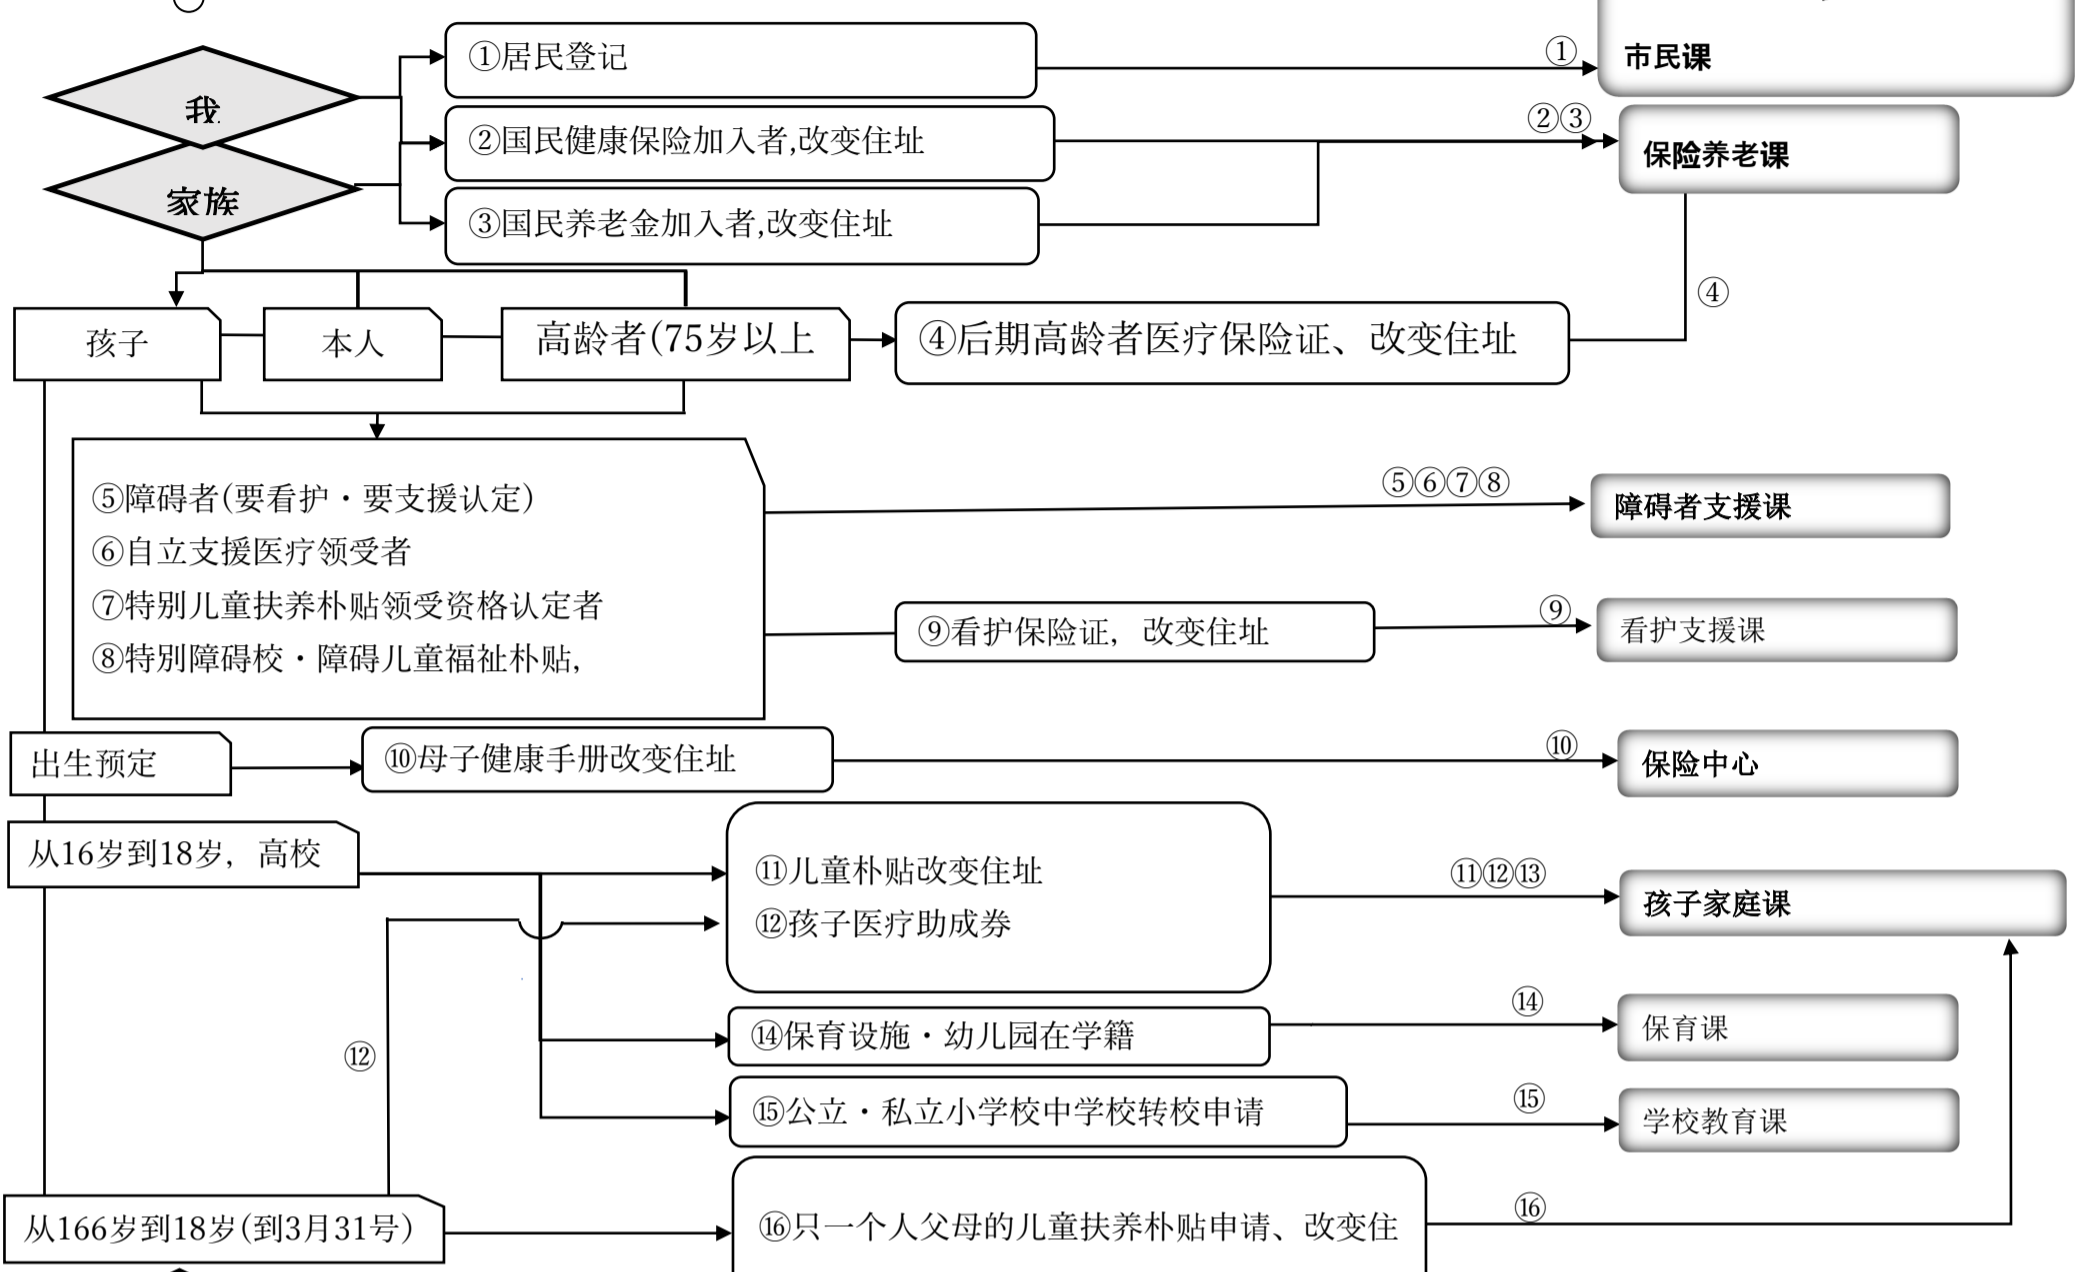 ①居民登记
①
市民课
我
②国民健康保险加入者,改变住址
②③
保险养老课
家族
③国民养老金加入者,改变住址
④
孩子
本人
高龄者(75岁以上
④后期高龄者医疗保险证、改变住址
⑤障碍者(要看护・要支援认定)
⑥自立支援医疗领受者
⑦特别儿童扶养朴贴领受资格认定者
⑧特别障碍校・障碍儿童福祉朴贴,
⑤⑥⑦⑧
障碍者支援课
⑨看护保险证，改变住址
⑨
看护支援课
出生预定
⑩母子健康手册改变住址
⑩
保险中心
从16岁到18岁，高校
⑪儿童朴贴改变住址
⑫孩子医疗助成券
⑪⑫⑬
孩子家庭课
⑫
⑭保育设施・幼儿园在学籍
⑭
保育课
⑮公立・私立小学校中学校转校申请
⑮
学校教育课
从166岁到18岁(到3月31号)
⑯只一个人父母的儿童扶养朴贴申请、改变住
⑯